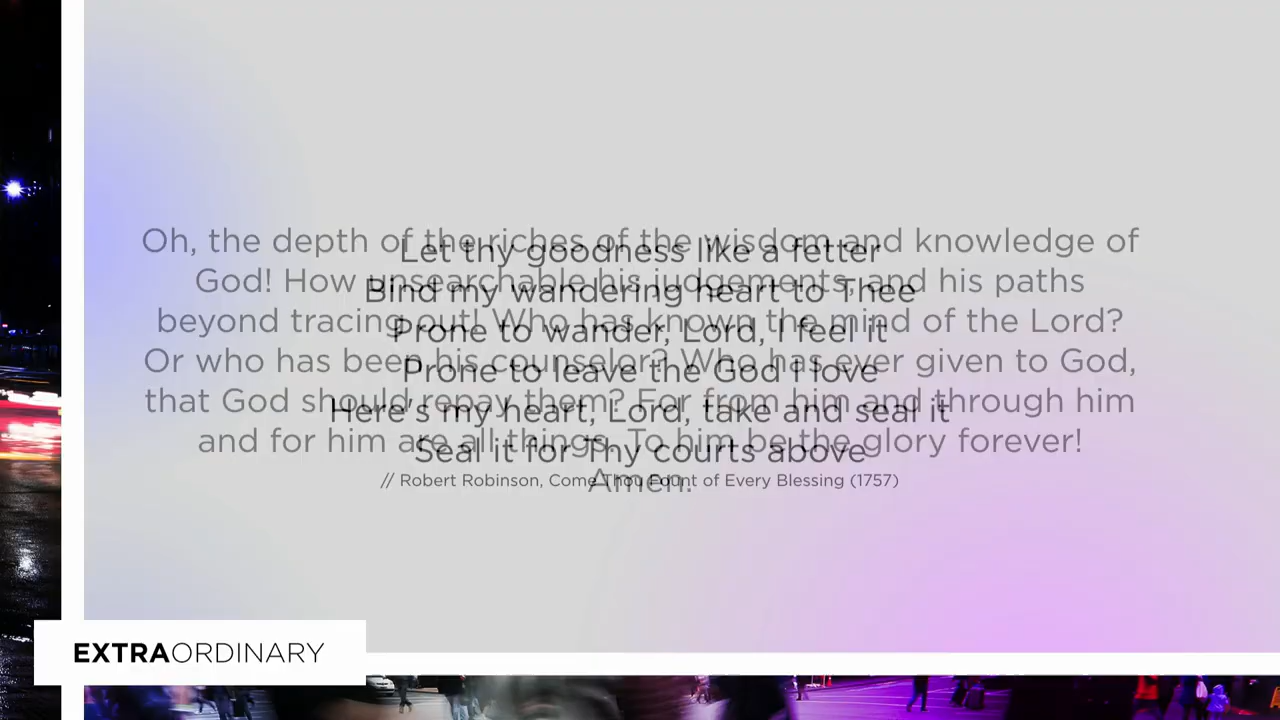 Oh, the depth of the riches of the wisdom and knowledge of
God! How unsearchable his judgements, and his paths
beyond tracing out! Who has known the mind of the Lord?
Or who has been his counselor? Who has ever given to God,
that God should repay them? For from him and through him
and for him are all things. To him be the glory forever!
Amen.
Let thy goodness like a fetter
Bind my wandering heart to Thee
Prone to wander, Lord, I feel it
Prone to leave the God I love
Here's my heart, Lord, take and seal it
Seal it for Thy courts above
// Robert Robinson, Come Thou Fount of Every Blessing (1757)
EXTRAORDINARY